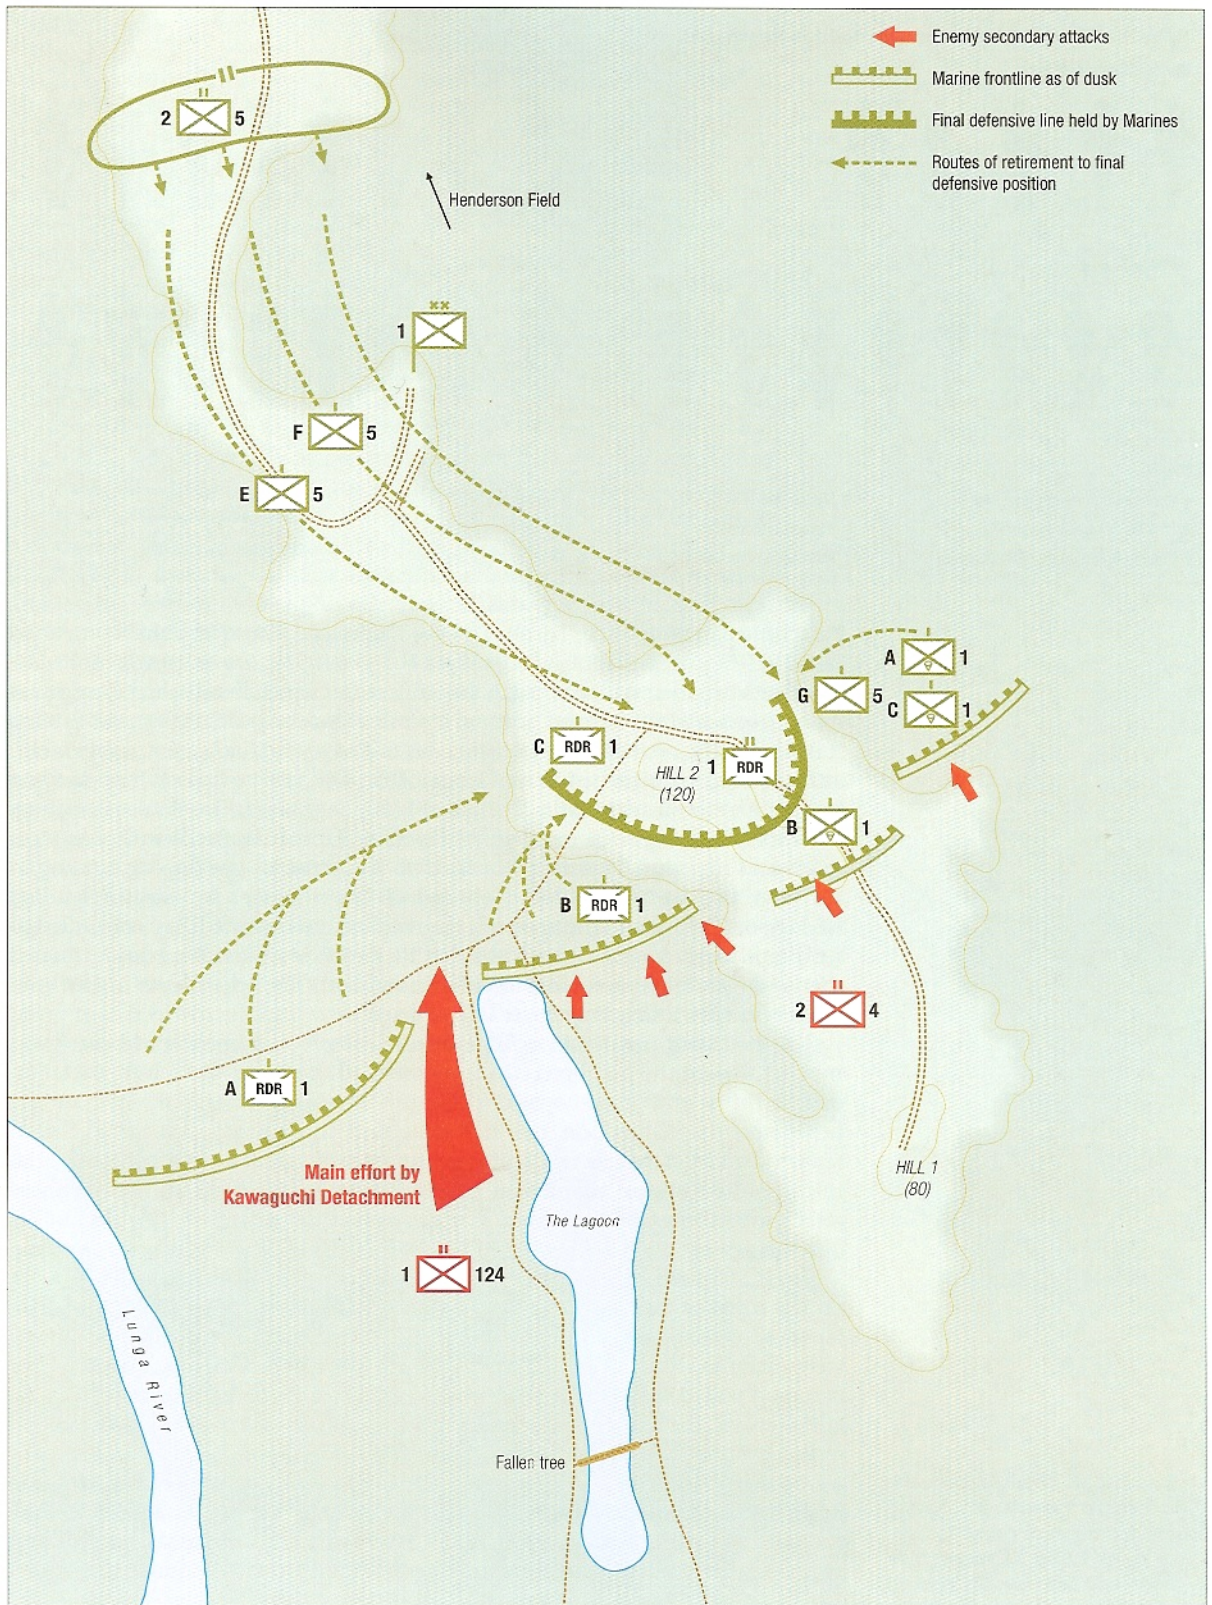 Enemy secondary attacks
Marine frontline as of dusk
Final defensive line held by Marines
Routes of retirement to final
defensive position
2 5
Henderson Field
1
F 5
E 5
A 1
G 5
C 1
C RDR 1
HILL 2
(120)
1 RDR
B 1
B RDR 1
2 4
A RDR 1
Main effort by
Kawaguchi Detachment
HILL 1
(80)
The Lagoon
1 124
Lunga River
Fallen tree